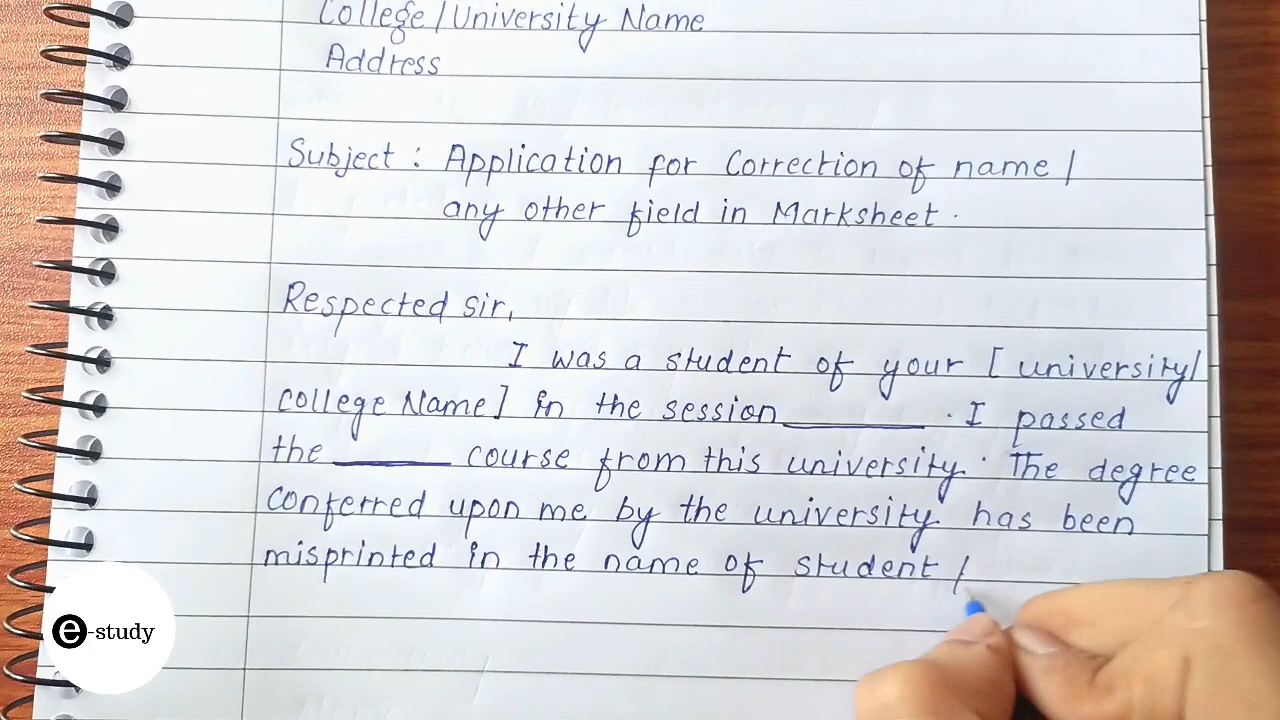 College/University Name
Address
Subject : Application for Correction of name /
any other field in Marksheet.
Respected Sir,
I was a student of your [ university/
college Name] in the session_______. I passed
the ______ course from this university. The degree
conferred upon me by the university has been
misprinted in the name of student /
e-study